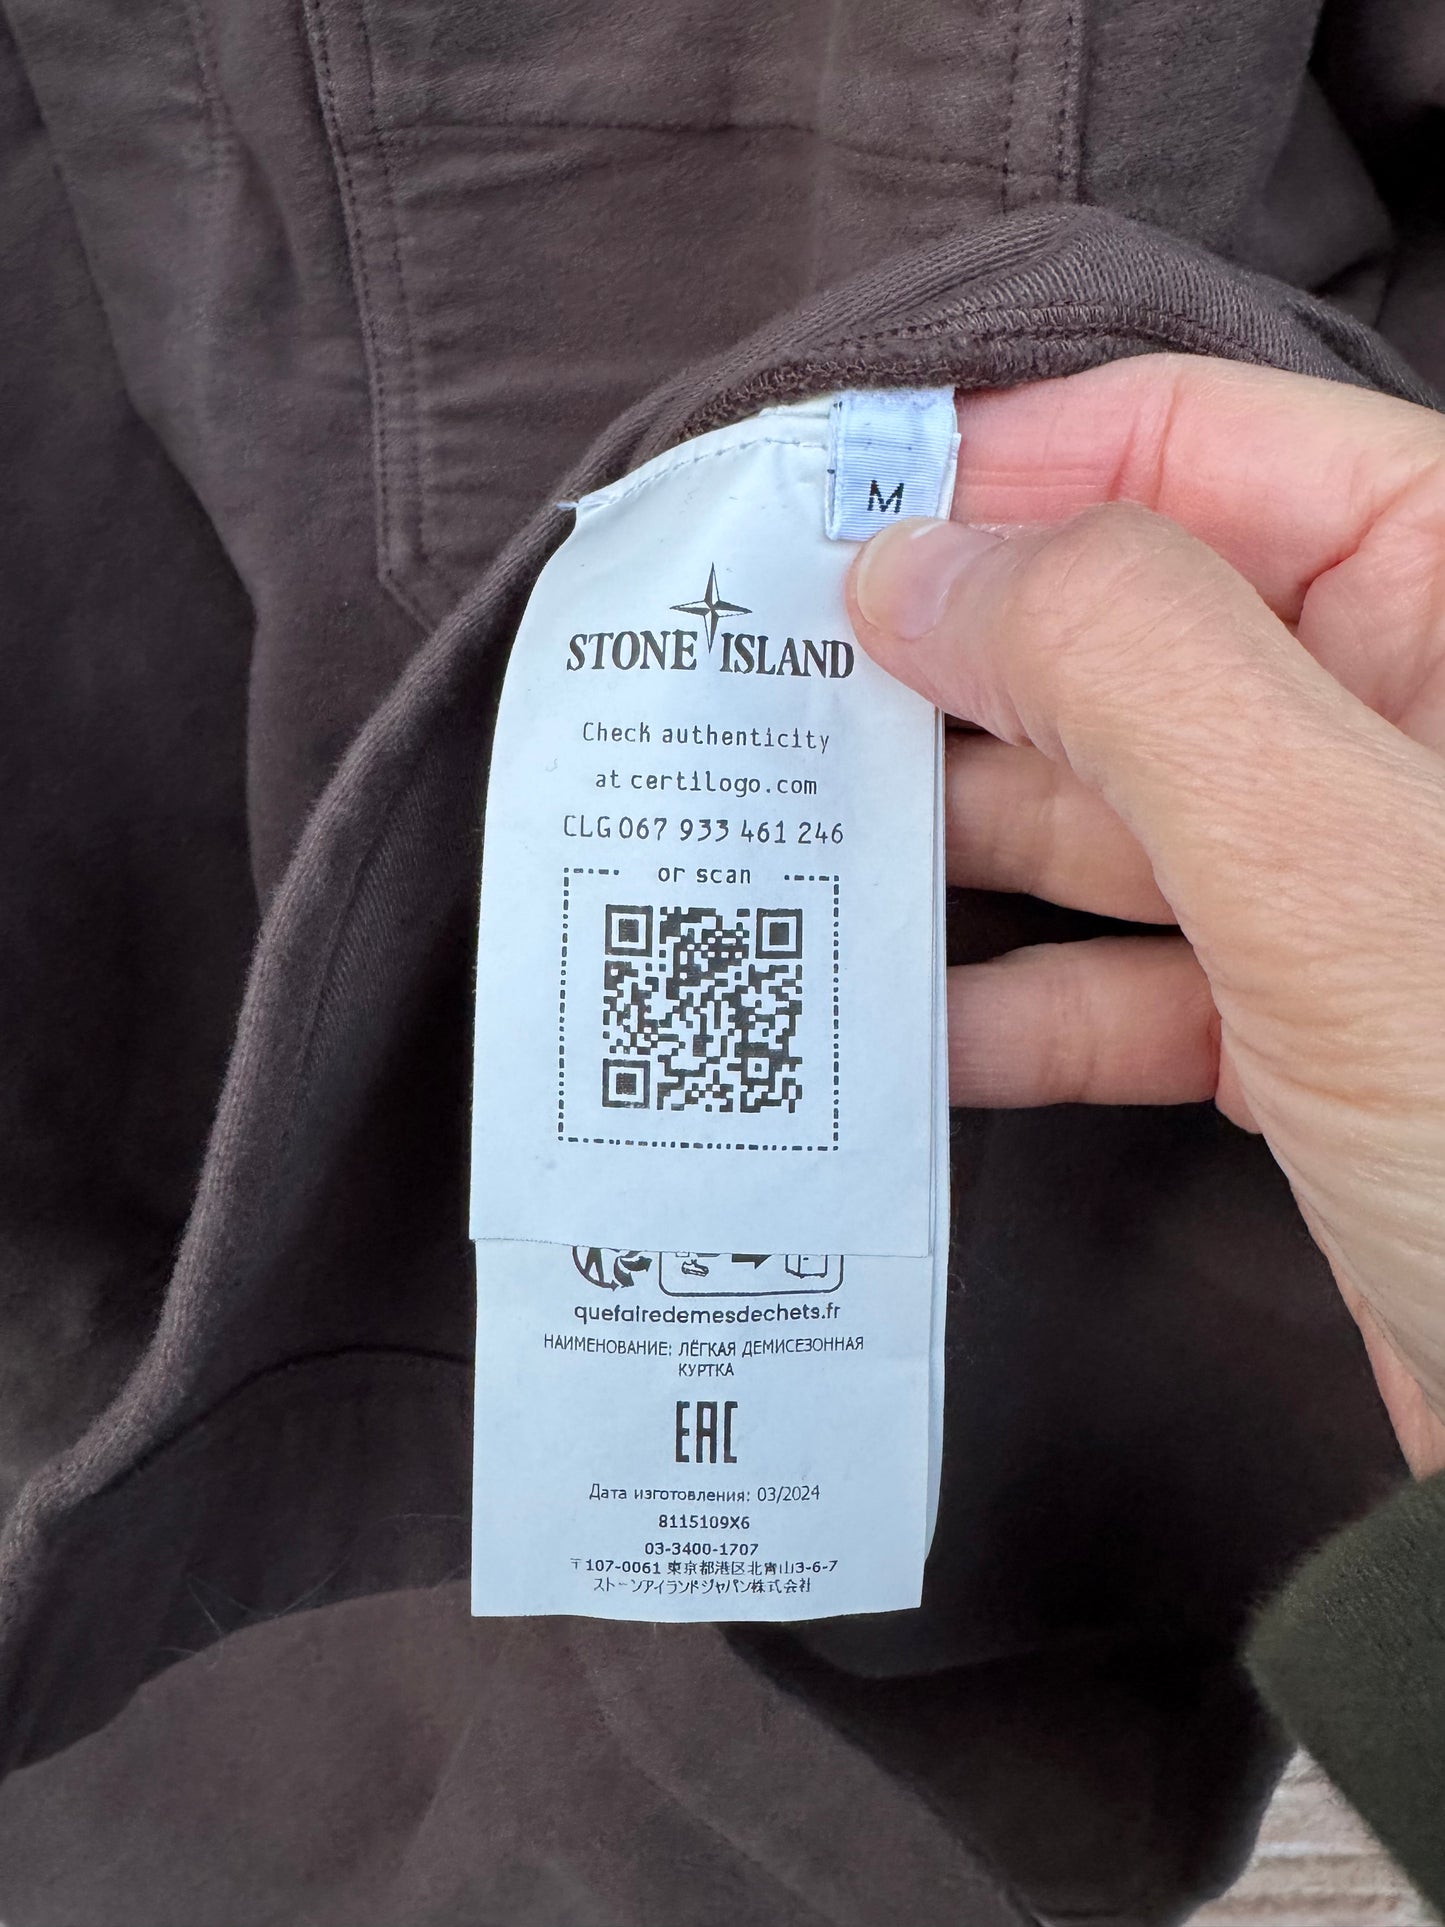 M
STONE ISLAND
Check authenticity
at certilogo.com
CLG 067 933 461 246
or scan
quefairedemesdechets.fr
НАИМЕНОВАНИЕ: ЛЁГКАЯ ДЕМИСЕЗОННАЯ
КУРТКА
EAC
Дата изготовления: 03/2024
8115109X6
03-3400-1707
〒107-0061 東京都港区北青山3-6-7
ストーンアイランドジャパン株式会社